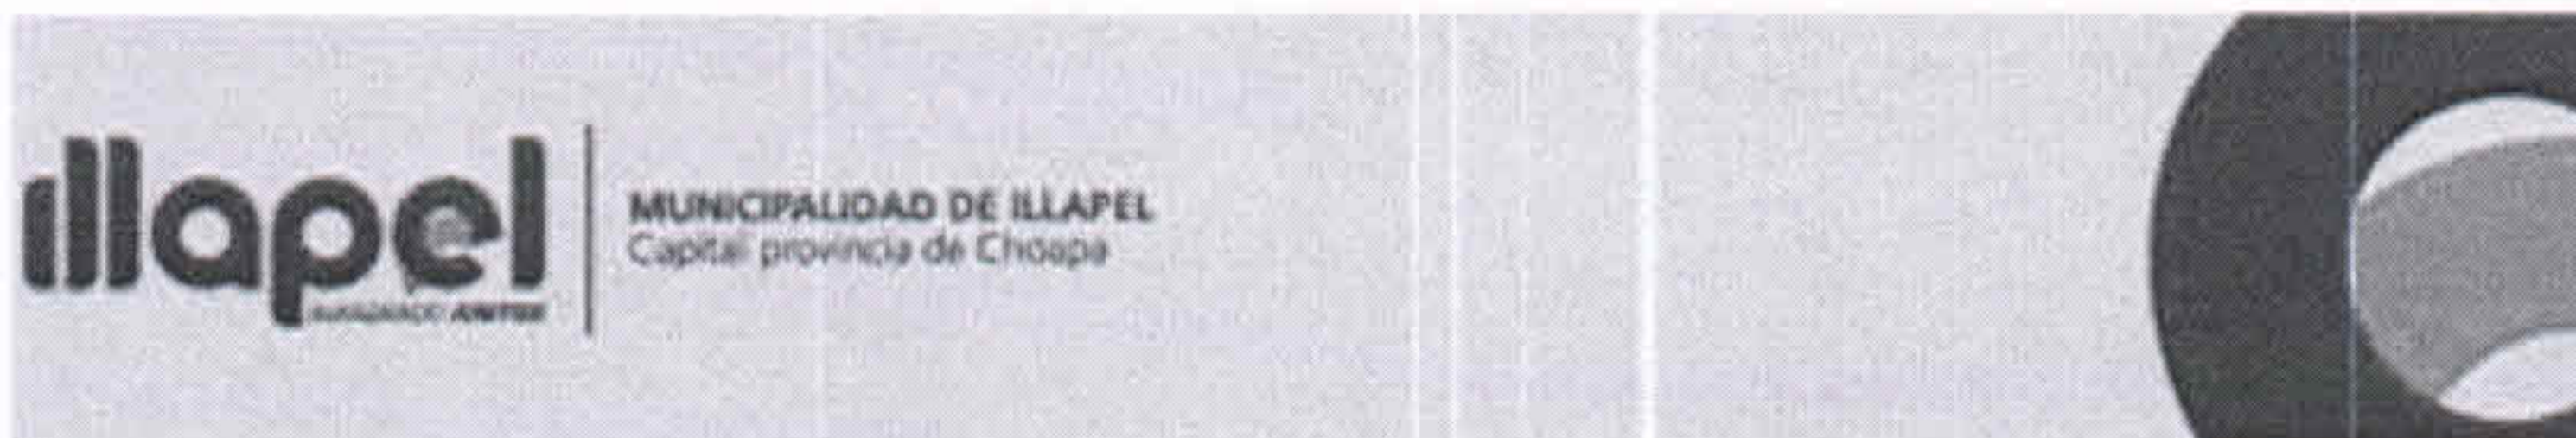 illapel
MUNICIPALIDAD DE ILLAPEL
Capital provincia de Choapa